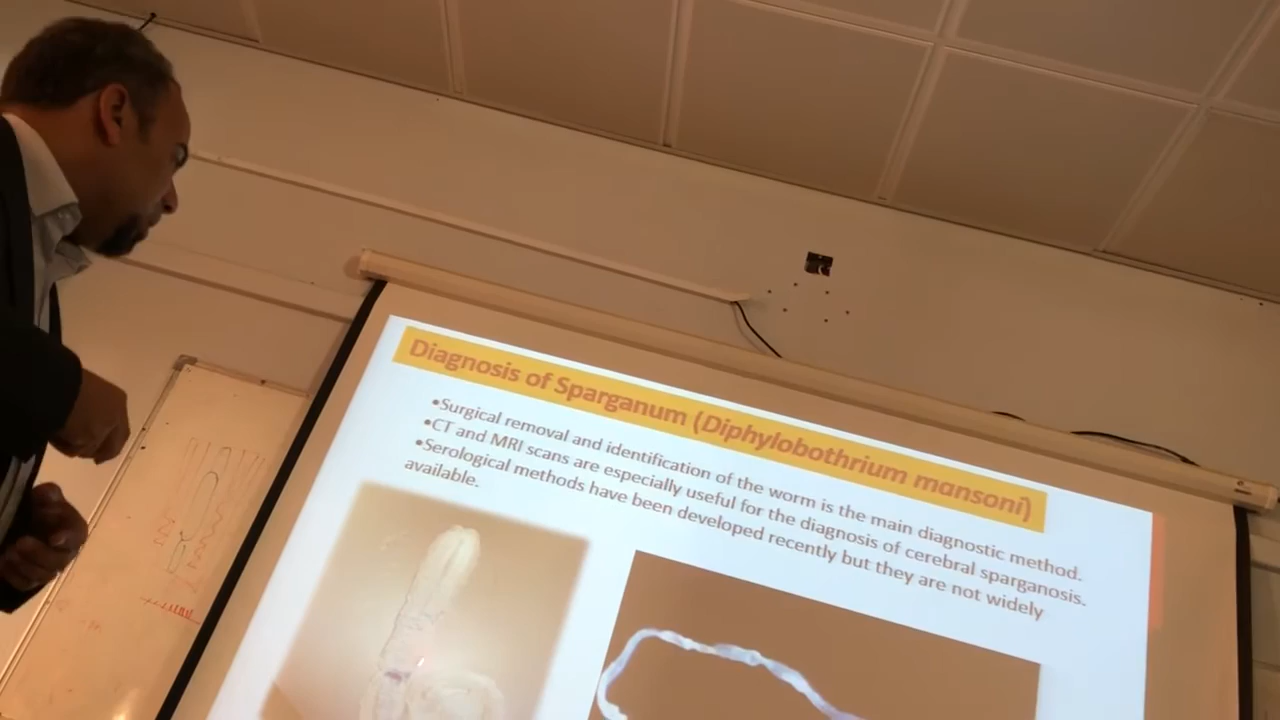 Diagnosis of Sparganum (Diphylobothrium mansoni)
•Surgical removal and identification of the worm is the main diagnostic method.
•CT and MRI scans are especially useful for the diagnosis of cerebral sparganosis.
•Serological methods have been developed recently but they are not widely
available.